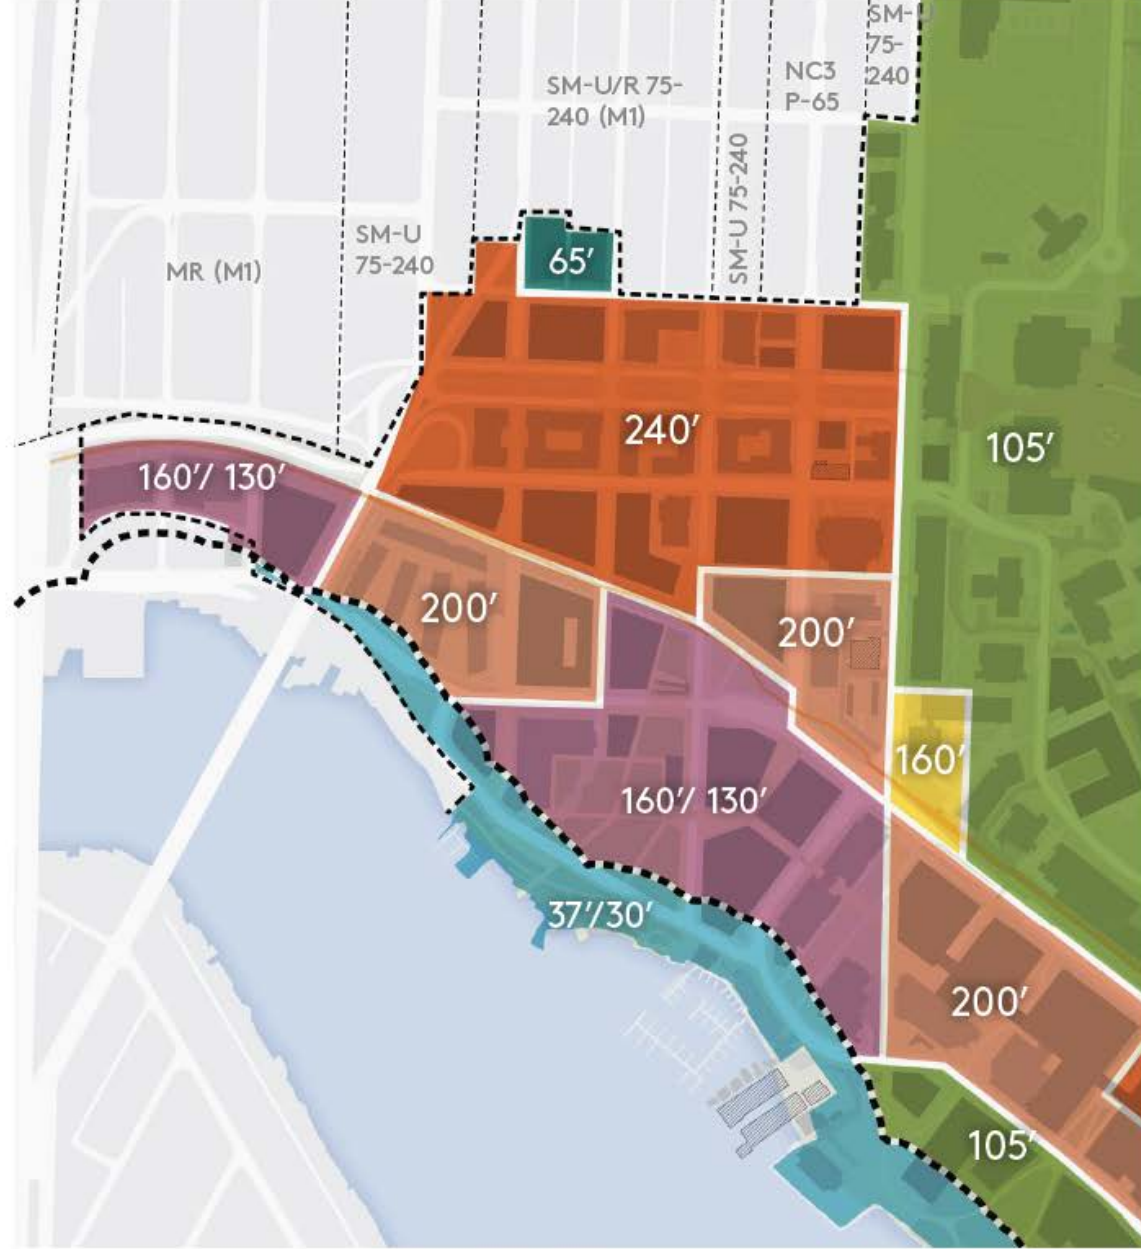 SM-U
75-
240
SM-U/R 75-
240 (M1)
NC3
P-65
SM-U 75-240
SM-U
75-240
MR (M1)
65'
240'
105'
160'/ 130'
200'
200'
160'
160'/ 130'
37'/30'
200'
105'